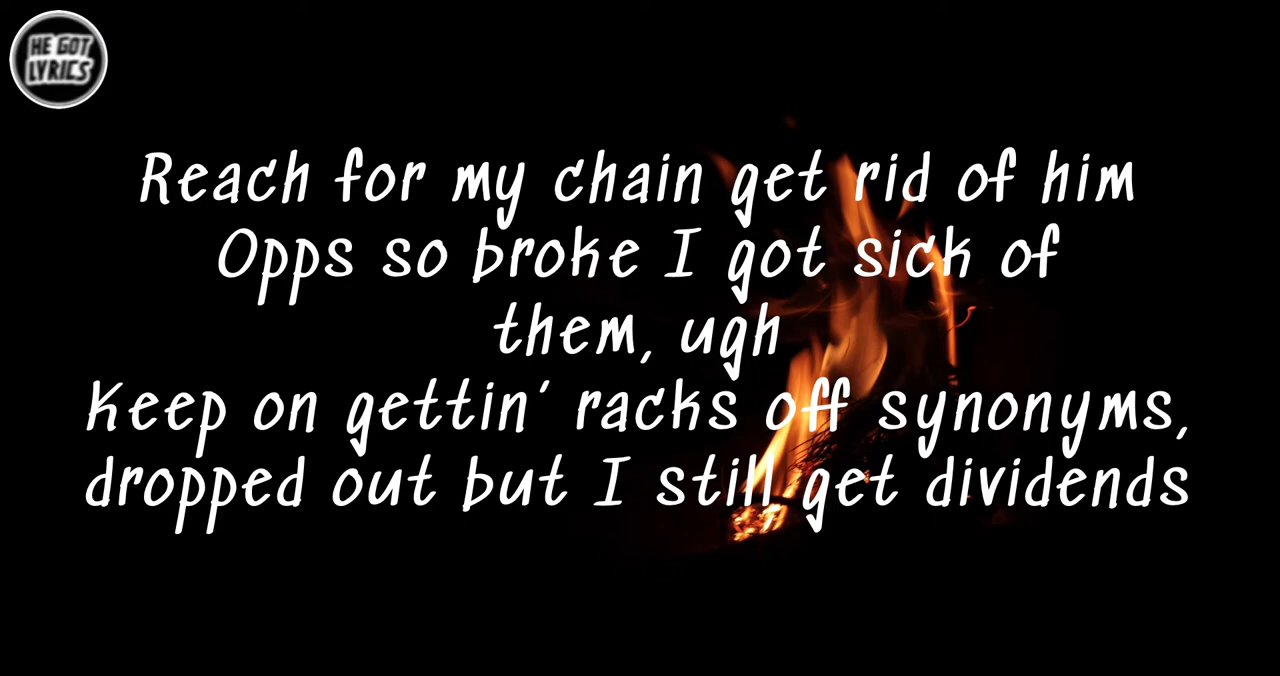 HE GOT
LYRICS
Reach for my chain get rid of him
Opps so broke I got sick of
them, ugh
Keep on gettin' racks off synonyms,
dropped out but I still get dividends